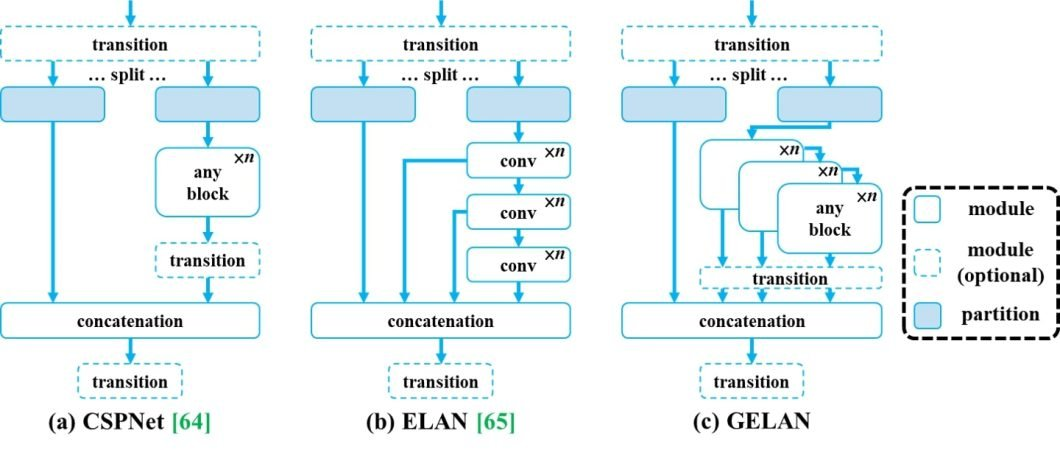 transition
... split ...
×n
any
block
transition
concatenation
transition
(a) CSPNet [64]
transition
... split ...
conv ×n
conv ×n
conv ×n
concatenation
transition
(b) ELAN [65]
transition
... split ...
×n
×n
×n
any
block
transition
concatenation
transition
(c) GELAN
module
module
(optional)
partition